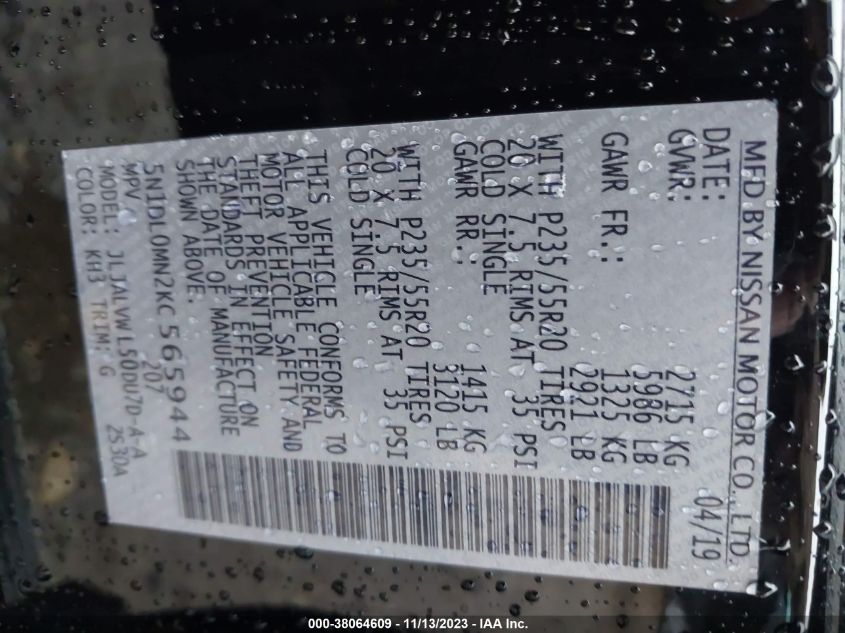 MFD BY NISSAN MOTOR CO., LTD.
DATE: 04/19
GVWR: 2715 KG
5986 LB
GAWR FR.: 1325 KG
2921 LB
WITH P235/55R20 TIRES
20 X 7.5 RIMS AT 35 PSI
COLD SINGLE
GAWR RR.: 1415 KG
3120 LB
WITH P235/55R20 TIRES
20 X 7.5 RIMS AT 35 PSI
COLD SINGLE
THIS VEHICLE CONFORMS TO
ALL APPLICABLE FEDERAL
MOTOR VEHICLE SAFETY AND
THEFT PREVENTION
STANDARDS IN EFFECT ON
THE DATE OF MANUFACTURE
SHOWN ABOVE.
5N1DL0MN2KC565944
MPV 207
MODEL: JLJALVWL50DU7D-A-A
COLOR: KH3 TRIM: G 2S30A
000-38064609 - 11/13/2023 - IAA Inc.